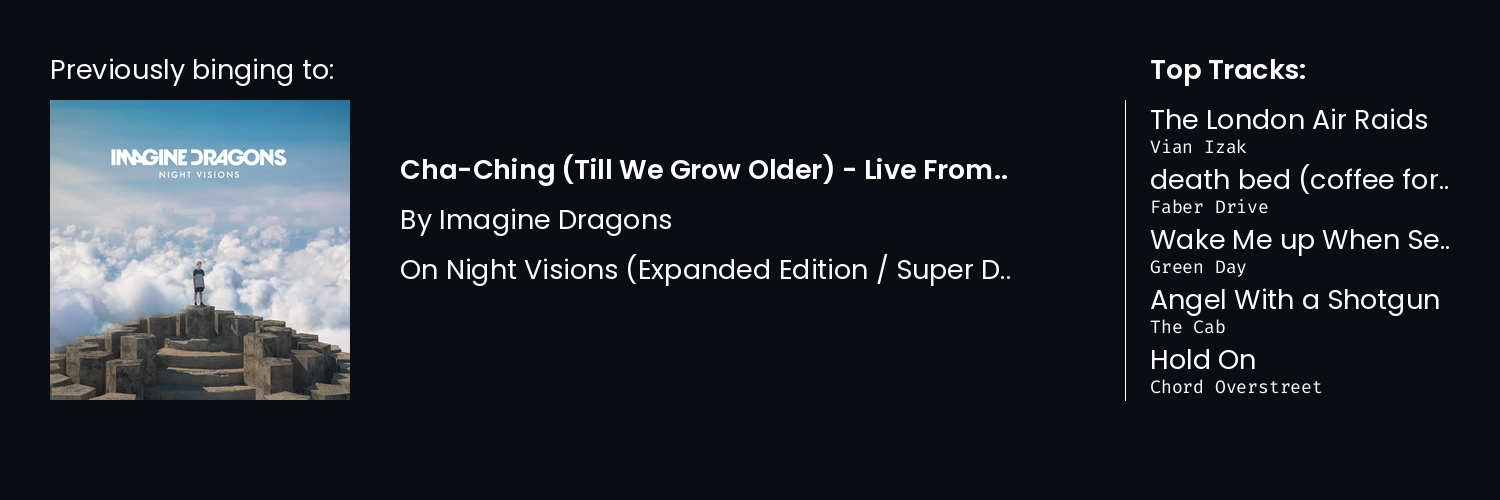 Previously binging to:
IMAGINE DRAGONS
NIGHT VISIONS
Cha-Ching (Till We Grow Older) - Live From..
By Imagine Dragons
On Night Visions (Expanded Edition / Super D..
Top Tracks:
The London Air Raids
Vian Izak
death bed (coffee for..
Faber Drive
Wake Me up When Se..
Green Day
Angel With a Shotgun
The Cab
Hold On
Chord Overstreet